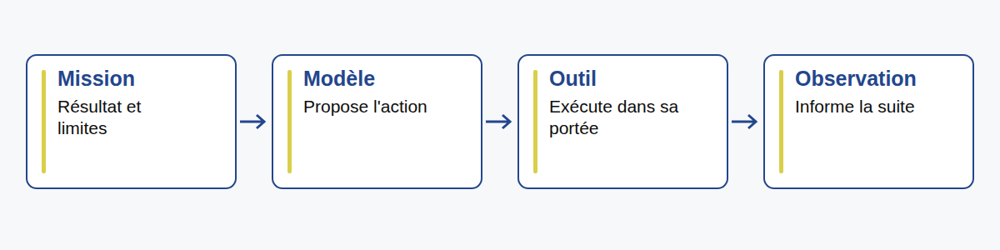 Mission
Résultat et
limites
Modèle
Propose l'action
Outil
Exécute dans sa
portée
Observation
Informe la suite